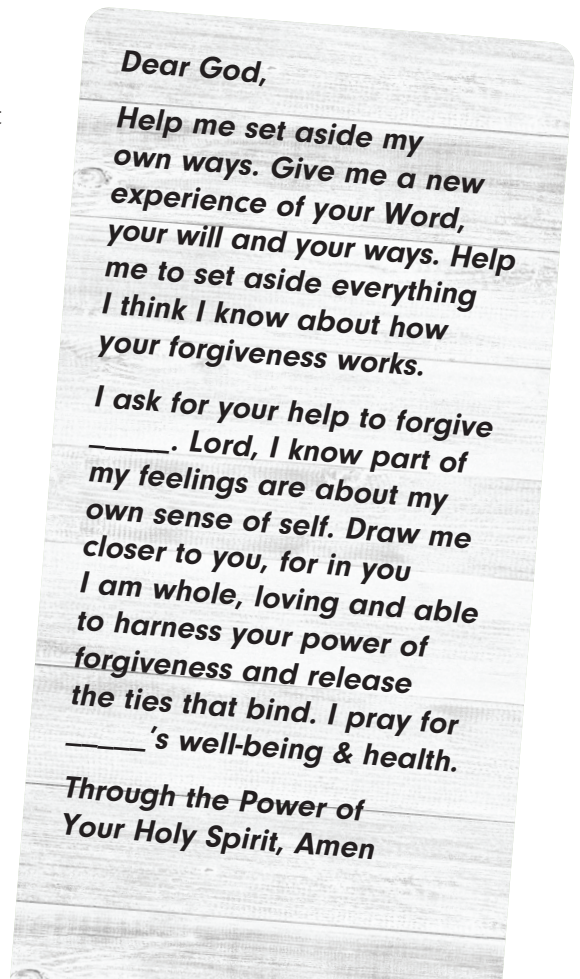 Dear God,
Help me set aside my
own ways. Give me a new
experience of your Word,
your will and your ways. Help
me to set aside everything
I think I know about how
your forgiveness works.
I ask for your help to forgive
_____. Lord, I know part of
my feelings are about my
own sense of self. Draw me
closer to you, for in you
I am whole, loving and able
to harness your power of
forgiveness and release
the ties that bind. I pray for
_____’s well-being & health.
Through the Power of
Your Holy Spirit, Amen